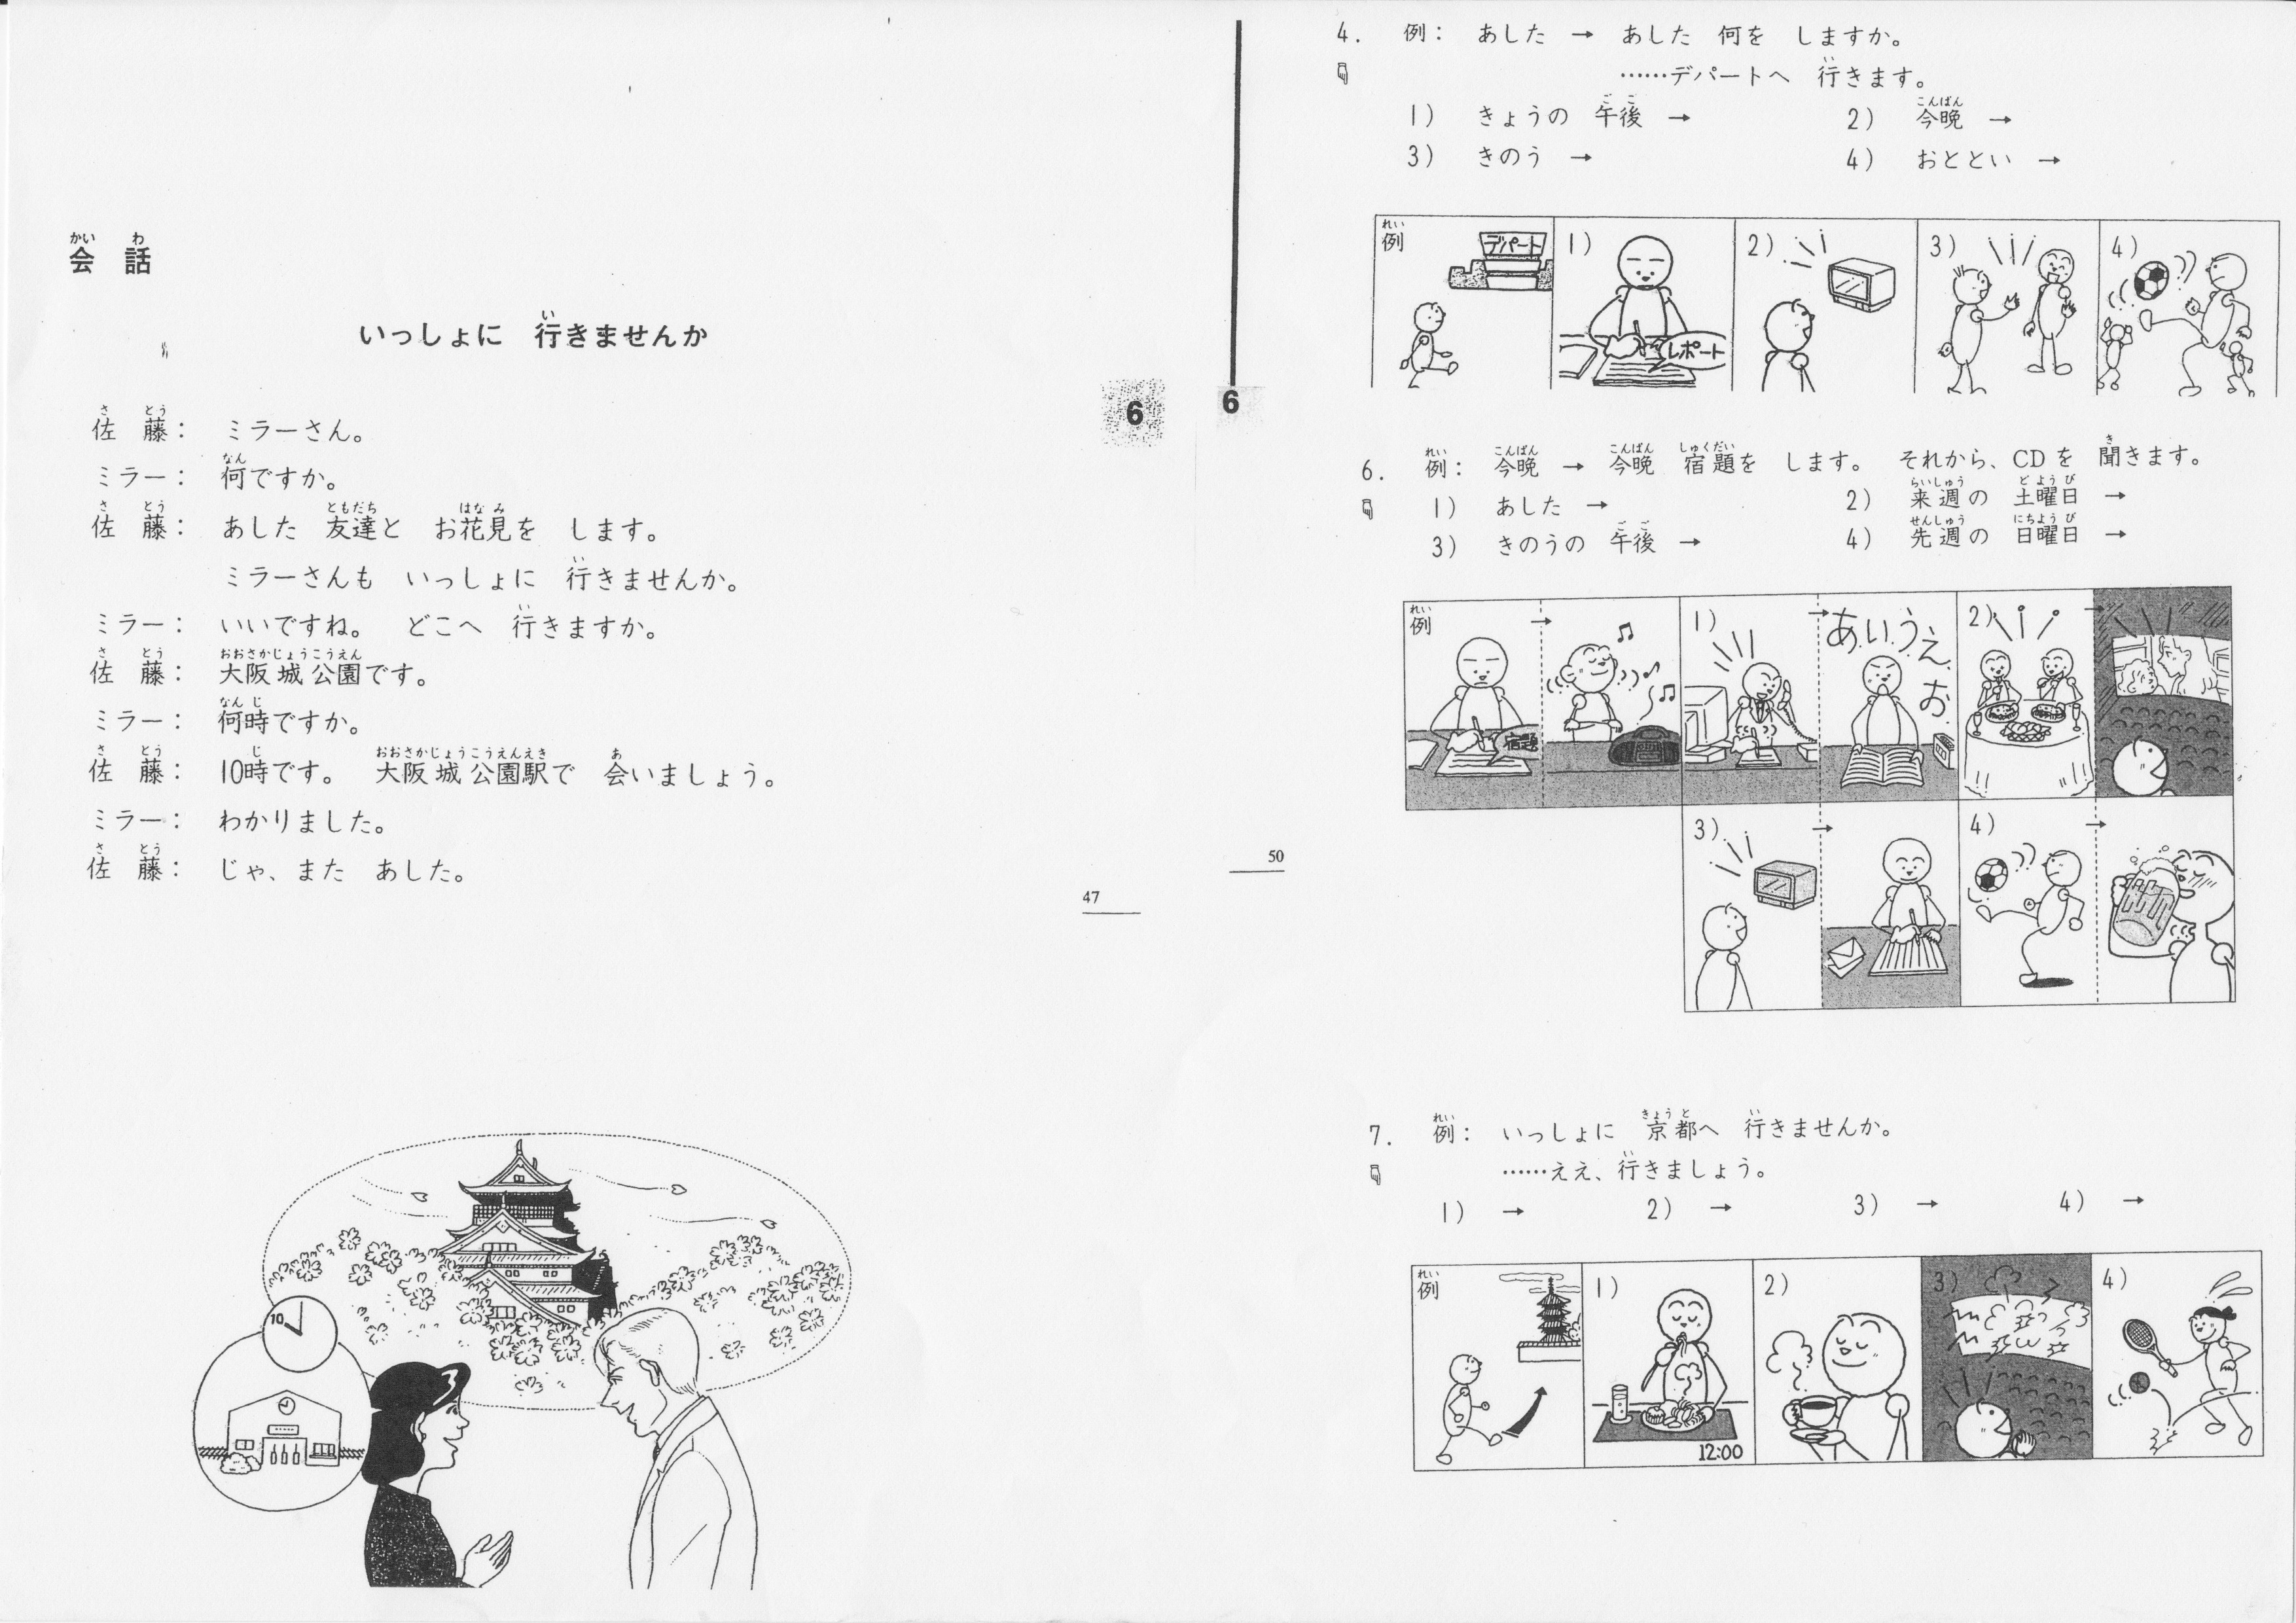 会話
いっしょに 行きませんか
佐藤： ミラーさん。
ミラー： 何ですか。
佐藤： あした 友達と お花見を します。
ミラーさんも いっしょに 行きませんか。
ミラー： いいですね。 どこへ 行きますか。
佐藤： 大阪城公園です。
ミラー： 何時ですか。
佐藤： 10時です。 大阪城公園駅で 会いましょう。
ミラー： わかりました。
佐藤： じゃ、また あした。
6
47
10
4. 例： あした → あした 何を しますか。
……デパートへ 行きます。
1) きょうの 午後 → 2) 今晩 →
3) きのう → 4) おととい →
例 デパート 1) レポート 2) 3) 4)
6
6. 例： 今晩 → 今晩 宿題を します。 それから、CDを 聞きます。
1) あした → 2) 来週の 土曜日 →
3) きのうの 午後 → 4) 先週の 日曜日 →
例 → 宿題 1) → あいうえお 2) →
3) → 4) →
50
7. 例： いっしょに 京都へ 行きませんか。
……ええ、行きましょう。
1) → 2) → 3) → 4) →
例 1) 12:00 2) 3) 4)